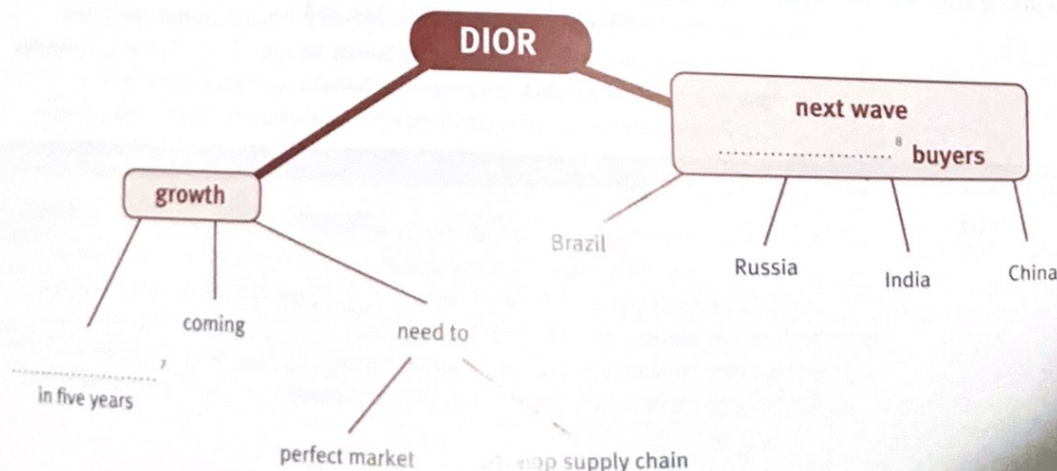 DIOR
next wave
.............................. 8 buyers
growth
Brazil
Russia
India
China
coming
need to
.............................. 7
in five years
perfect market
supply chain